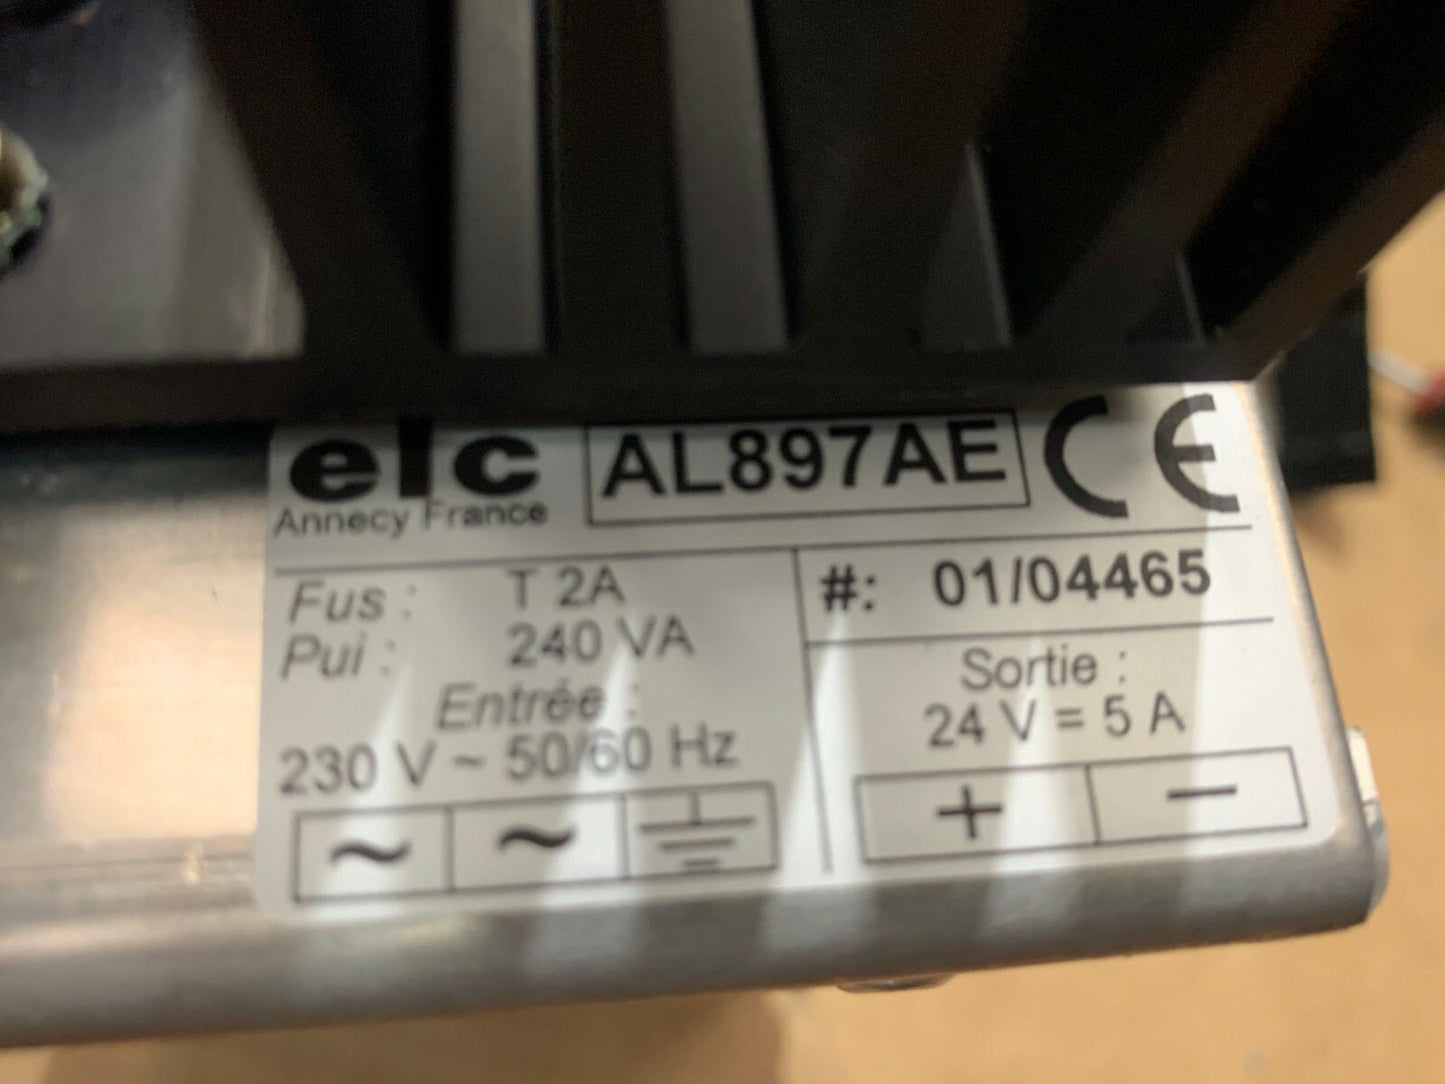 elc
Annecy France
AL897AE
CE
Fus : T 2A
Pui : 240 VA
Entrée :
230 V ~ 50/60 Hz
~ ~
#: 01/04465
Sortie :
24 V = 5 A
+ −